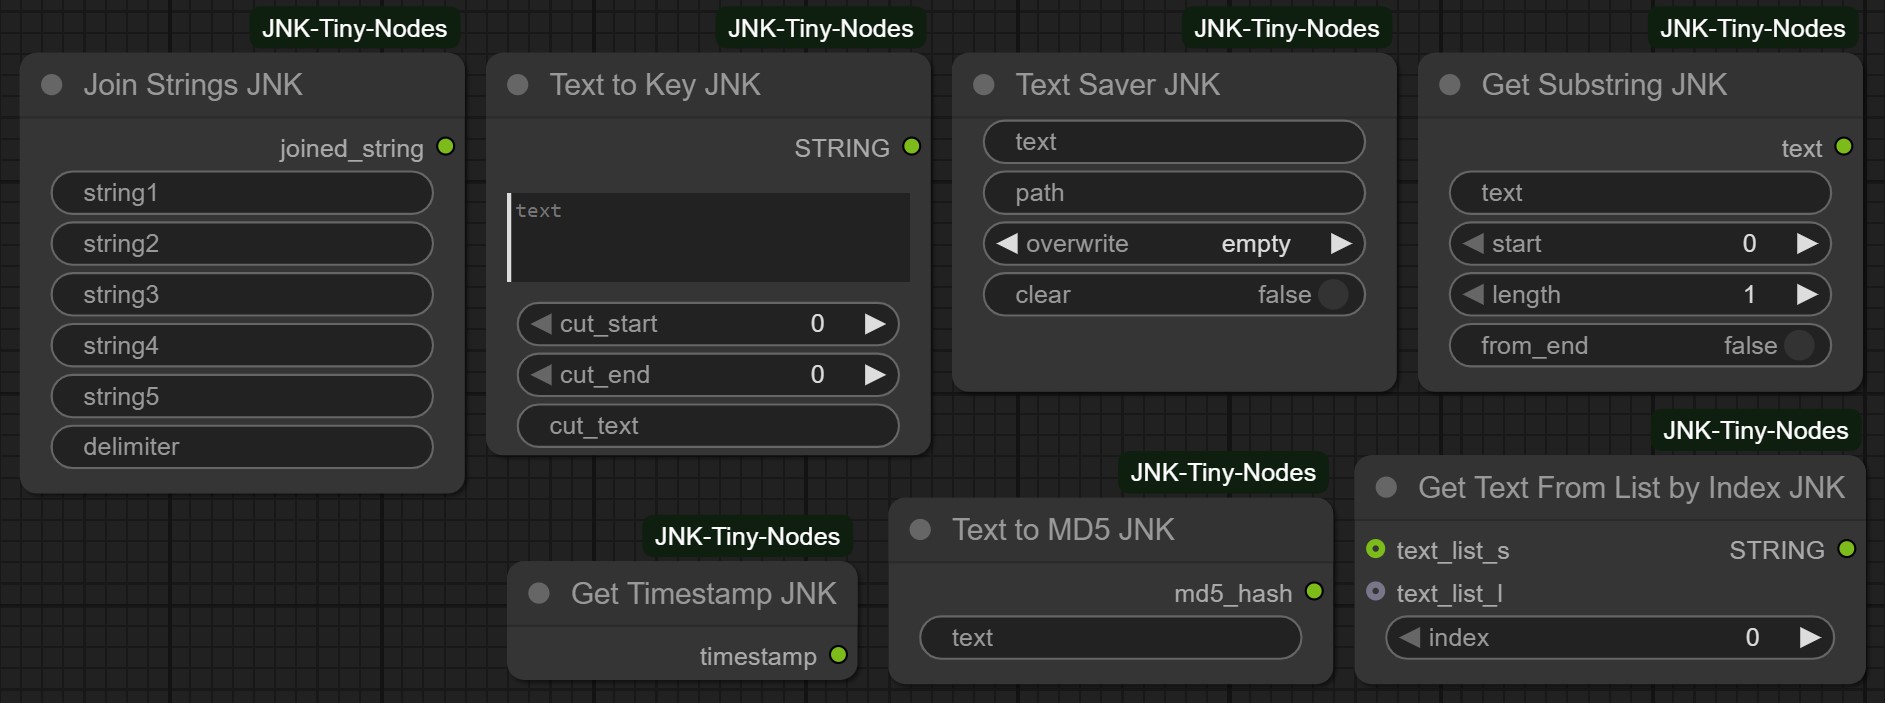 JNK-Tiny-Nodes
Join Strings JNK
joined_string
string1
string2
string3
string4
string5
delimiter
JNK-Tiny-Nodes
Text to Key JNK
STRING
text
cut_start 0
cut_end 0
cut_text
JNK-Tiny-Nodes
Text Saver JNK
text
path
overwrite empty
clear false
JNK-Tiny-Nodes
Get Substring JNK
text
text
start 0
length 1
from_end false
JNK-Tiny-Nodes
Get Timestamp JNK
timestamp
JNK-Tiny-Nodes
Text to MD5 JNK
md5_hash
text
JNK-Tiny-Nodes
Get Text From List by Index JNK
text_list_s STRING
text_list_l
index 0